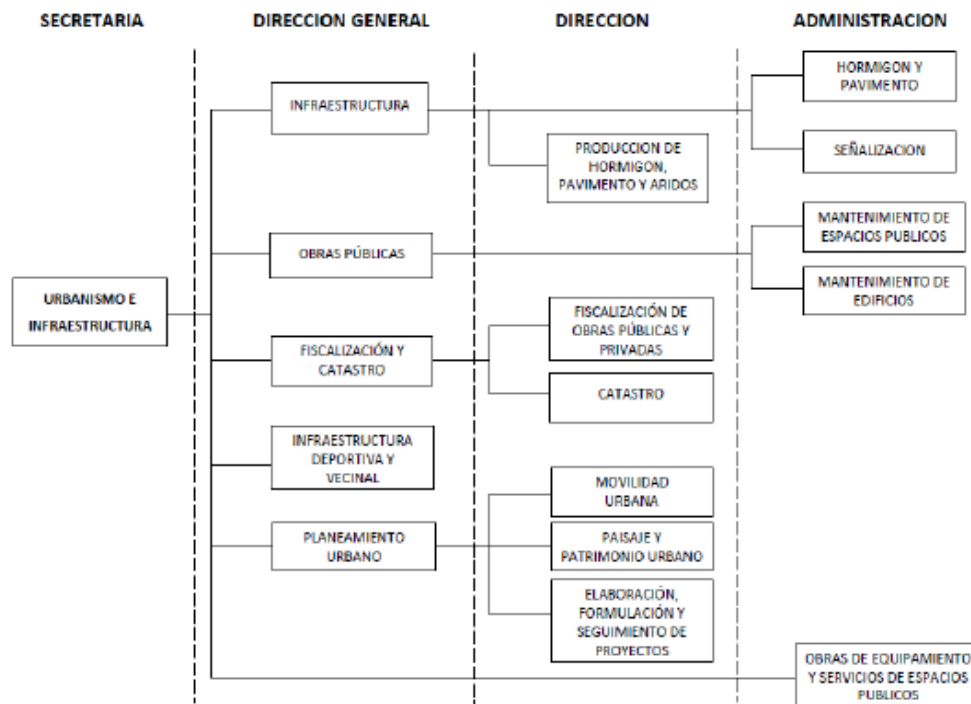 SECRETARIA
DIRECCION GENERAL
DIRECCION
ADMINISTRACION
URBANISMO E
INFRAESTRUCTURA
INFRAESTRUCTURA
PRODUCCION DE
HORMIGON,
PAVIMENTO Y ARIDOS
HORMIGON Y
PAVIMENTO
SEÑALIZACION
OBRAS PÚBLICAS
MANTENIMIENTO DE
ESPACIOS PUBLICOS
MANTENIMIENTO DE
EDIFICIOS
FISCALIZACIÓN Y
CATASTRO
FISCALIZACIÓN DE
OBRAS PÚBLICAS Y
PRIVADAS
CATASTRO
INFRAESTRUCTURA
DEPORTIVA Y
VECINAL
PLANEAMIENTO
URBANO
MOVILIDAD
URBANA
PAISAJE Y
PATRIMONIO URBANO
ELABORACIÓN,
FORMULACIÓN Y
SEGUIMIENTO DE
PROYECTOS
OBRAS DE EQUIPAMIENTO
Y SERVICIOS DE ESPACIOS
PUBLICOS